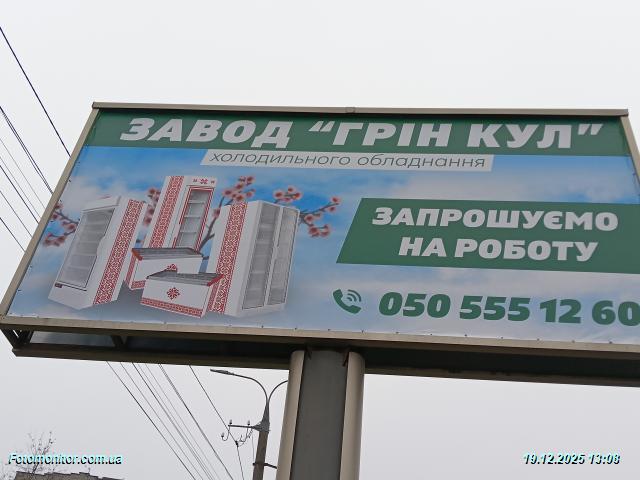 ЗАВОД "ГРІН КУЛ"
холодильного обладнання
ЗАПРОШУЄМО
НА РОБОТУ
050 555 12 60
Fotomonitor.com.ua
19.12.2025 13:08